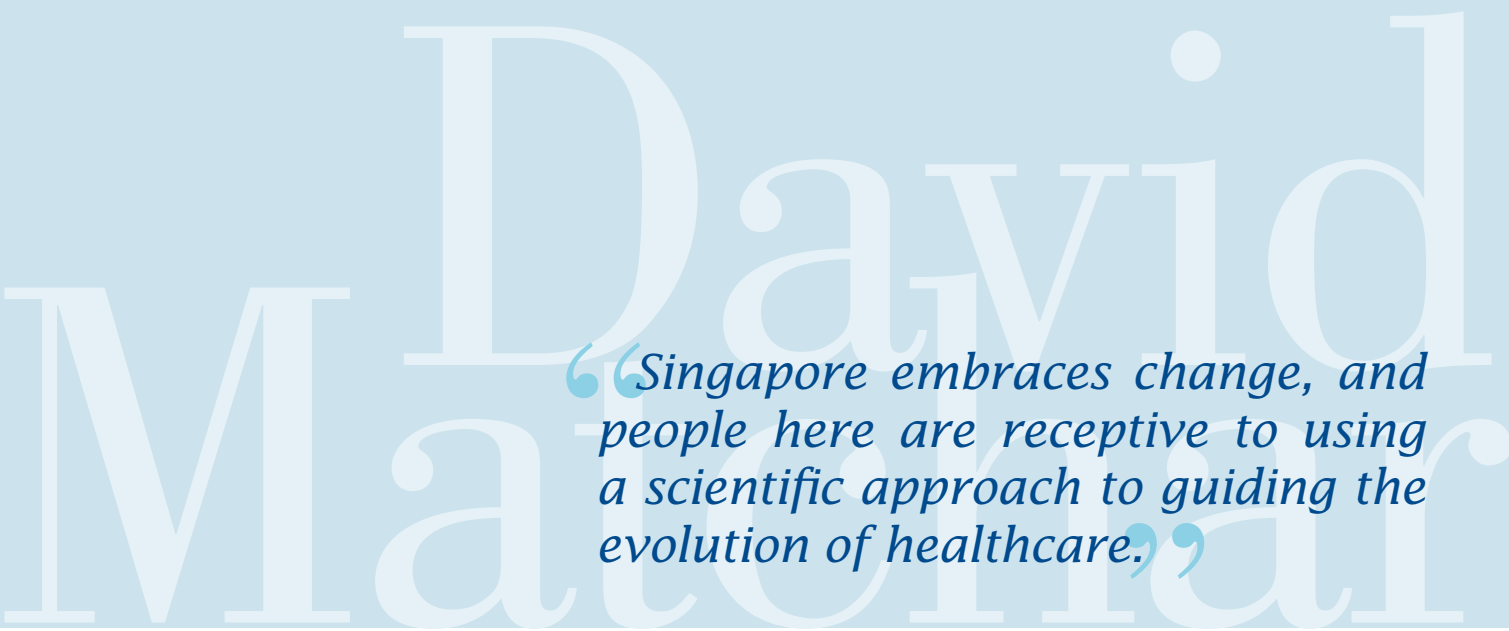 David
Matchar
“Singapore embraces change, and
people here are receptive to using
a scientific approach to guiding the
evolution of healthcare.”